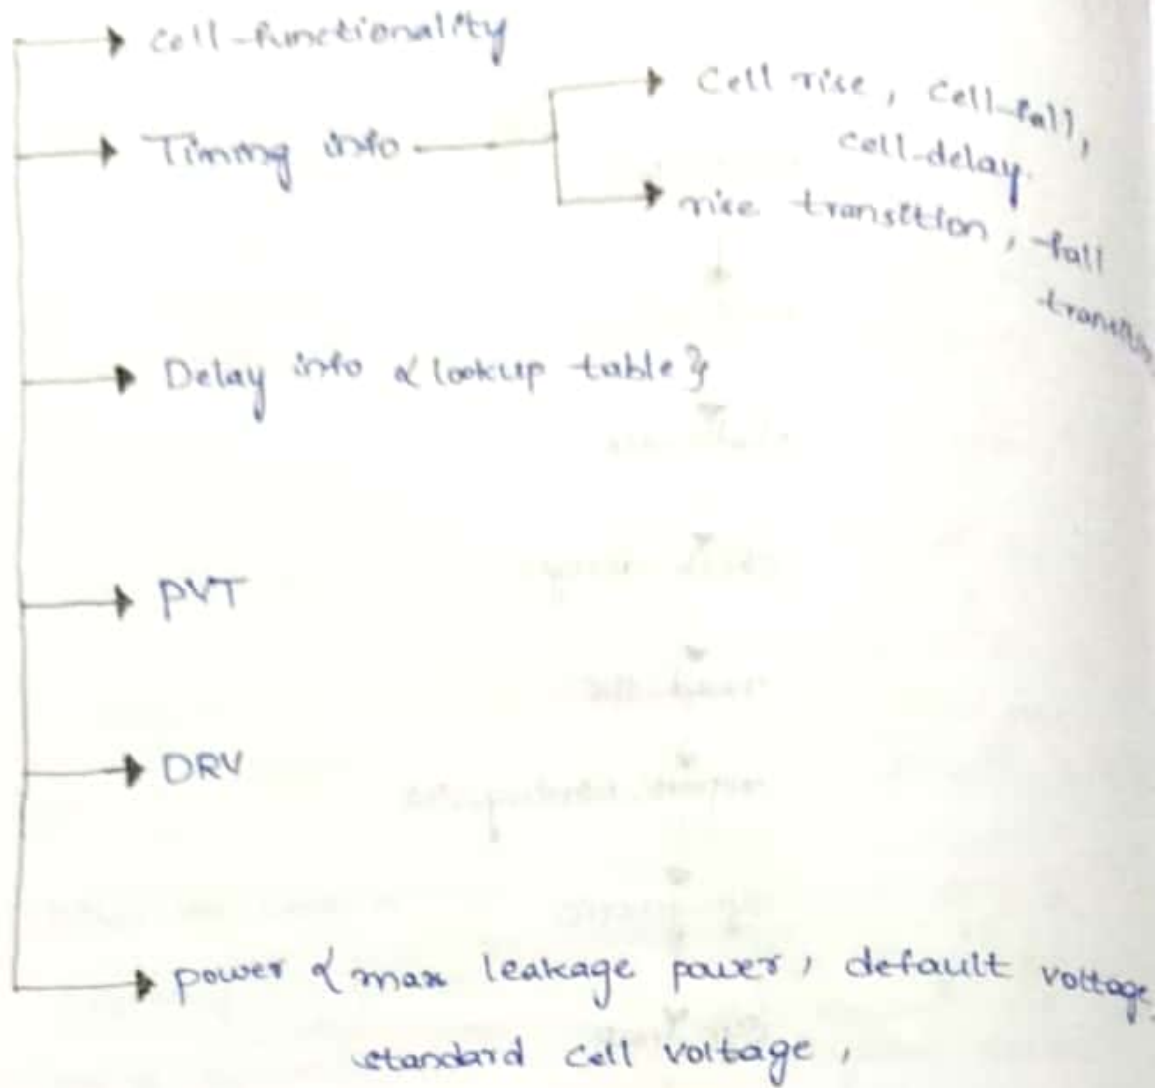 cell-functionality
Timing info
Cell rise, cell-fall,
cell-delay.
rise transition, fall
Delay info {lookup table}
PVT
DRV
power {max leakage power, default voltage,
standard cell voltage,